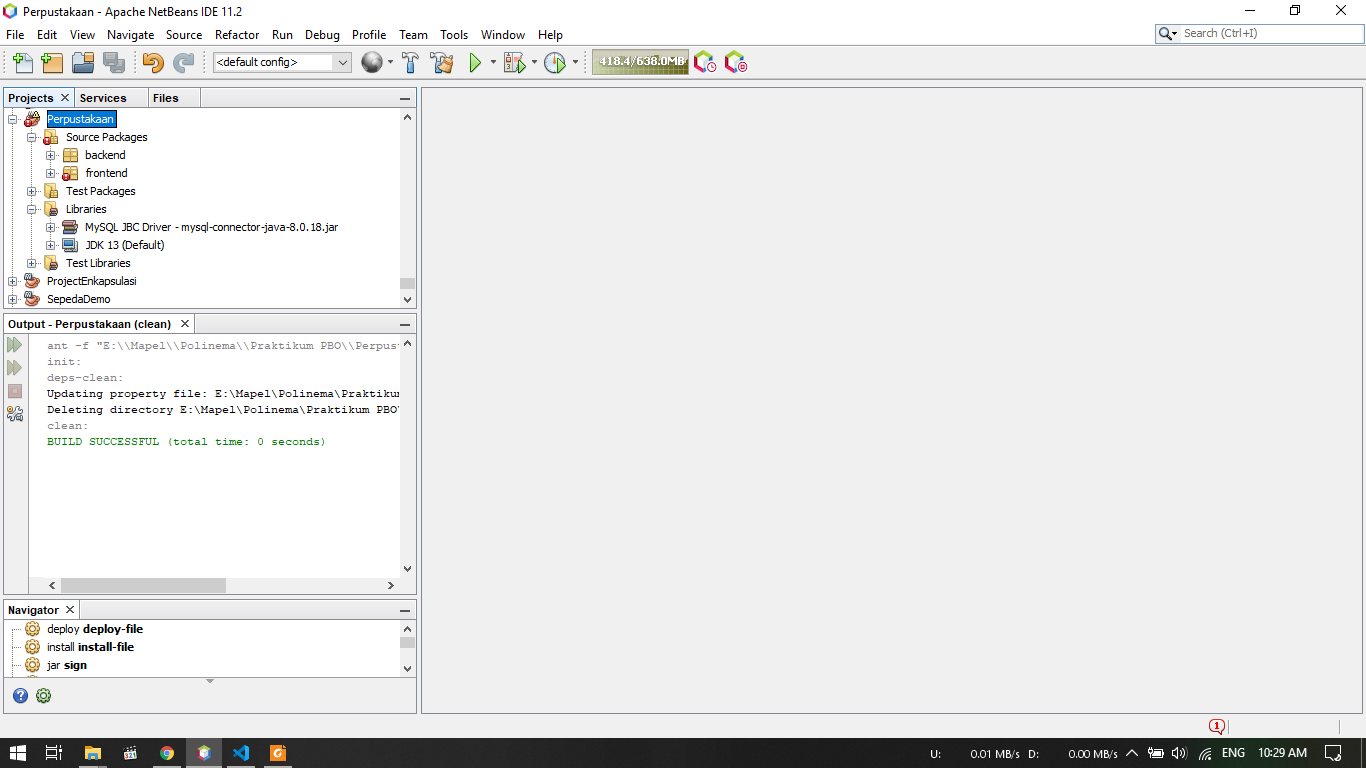 Perpustakaan - Apache NetBeans IDE 11.2
File Edit View Navigate Source Refactor Run Debug Profile Team Tools Window Help
Search (Ctrl+I)
<default config>
418.4/638.0MB
Projects Services Files
Perpustakaan
Source Packages
backend
frontend
Test Packages
Libraries
MySQL JBC Driver - mysql-connector-java-8.0.18.jar
JDK 13 (Default)
Test Libraries
ProjectEnkapsulasi
SepedaDemo
Output - Perpustakaan (clean)
ant -f "E:\\Mapel\\Polinema\\Praktikum PBO\\Perpus
init:
deps-clean:
Updating property file: E:\Mapel\Polinema\Praktikum
Deleting directory E:\Mapel\Polinema\Praktikum PBO\
clean:
BUILD SUCCESSFUL (total time: 0 seconds)
Navigator
deploy deploy-file
install install-file
jar sign
1
U: 0.01 MB/s D: 0.00 MB/s ENG 10:29 AM